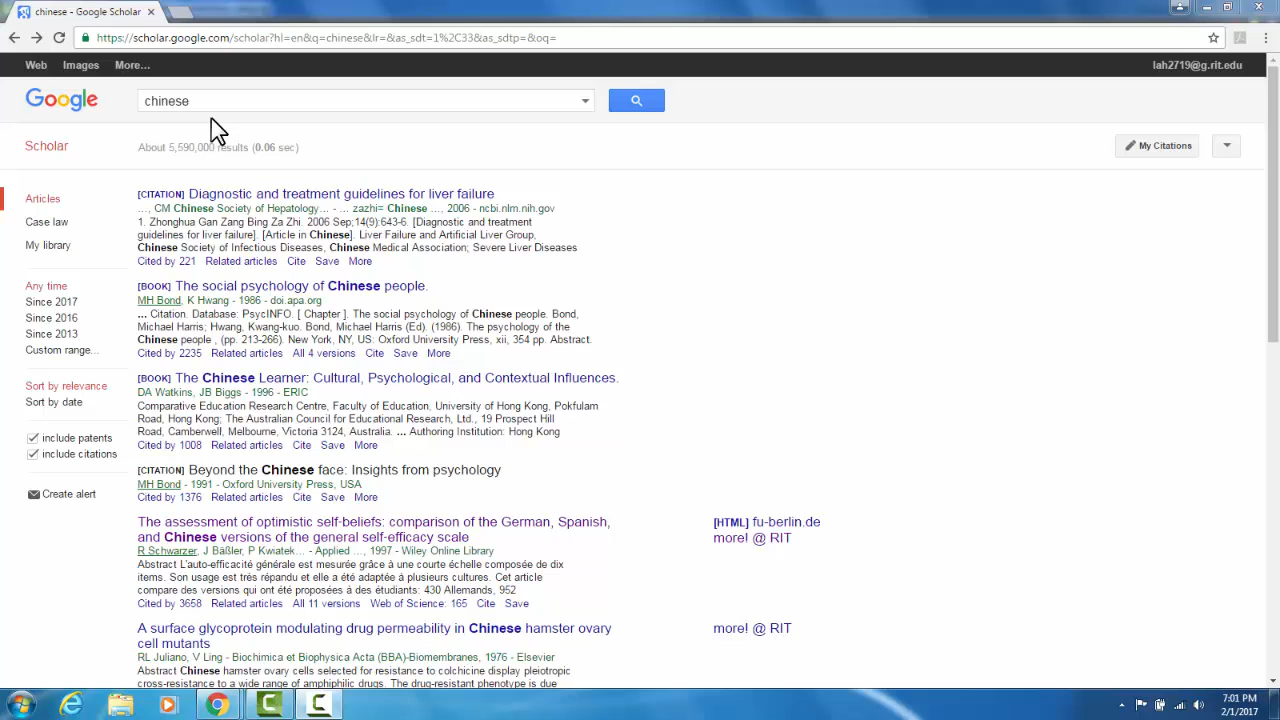 chinese - Google Scholar
https://scholar.google.com/scholar?hl=en&q=chinese&lr=&as_sdt=1%2C33&as_sdtp=&oq=
Web Images More... lah2719@g.rit.edu
Google chinese
Scholar About 5,590,000 results (0.06 sec) My Citations
Articles
Case law
My library
Any time
Since 2017
Since 2016
Since 2013
Custom range...
Sort by relevance
Sort by date
include patents
include citations
Create alert
[CITATION] Diagnostic and treatment guidelines for liver failure
..., CM Chinese Society of Hepatology... - ... zazhi= Chinese ..., 2006 - ncbi.nlm.nih.gov
1. Zhonghua Gan Zang Bing Za Zhi. 2006 Sep;14(9):643-6. [Diagnostic and treatment
guidelines for liver failure]. [Article in Chinese]. Liver Failure and Artificial Liver Group,
Chinese Society of Infectious Diseases, Chinese Medical Association; Severe Liver Diseases
Cited by 221 Related articles Cite Save More
[BOOK] The social psychology of Chinese people.
MH Bond, K Hwang - 1986 - doi.apa.org
... Citation. Database: PsycINFO. [ Chapter ]. The social psychology of Chinese people. Bond,
Michael Harris; Hwang, Kwang-kuo. Bond, Michael Harris (Ed). (1986). The psychology of the
Chinese people , (pp. 213-266). New York, NY, US: Oxford University Press, xii, 354 pp. Abstract.
Cited by 2235 Related articles All 4 versions Cite Save More
[BOOK] The Chinese Learner: Cultural, Psychological, and Contextual Influences.
DA Watkins, JB Biggs - 1996 - ERIC
Comparative Education Research Centre, Faculty of Education, University of Hong Kong, Pokfulam
Road, Hong Kong; The Australian Council for Educational Research, Ltd., 19 Prospect Hill
Road, Camberwell, Melbourne, Victoria 3124, Australia. ... Authoring Institution: Hong Kong
Cited by 1008 Related articles Cite Save More
[CITATION] Beyond the Chinese face: Insights from psychology
MH Bond - 1991 - Oxford University Press, USA
Cited by 1376 Related articles Cite Save More
The assessment of optimistic self-beliefs: comparison of the German, Spanish,
and Chinese versions of the general self-efficacy scale
R Schwarzer, J Bäßler, P Kwiatek... - Applied ..., 1997 - Wiley Online Library
Abstract L'auto-efficacité générale est mesurée grâce à une courte échelle composée de dix
items. Son usage est très répandu et elle a été adaptée à plusieurs cultures. Cet article
compare des versions qui ont été proposées à des étudiants: 430 Allemands, 952
Cited by 3658 Related articles All 11 versions Web of Science: 165 Cite Save
[HTML] fu-berlin.de
more! @ RIT
A surface glycoprotein modulating drug permeability in Chinese hamster ovary
cell mutants
RL Juliano, V Ling - Biochimica et Biophysica Acta (BBA)-Biomembranes, 1976 - Elsevier
Abstract Chinese hamster ovary cells selected for resistance to colchicine display pleiotropic
cross-resistance to a wide range of amphiphilic drugs. The drug-resistant phenotype is due
more! @ RIT
7:01 PM
2/1/2017